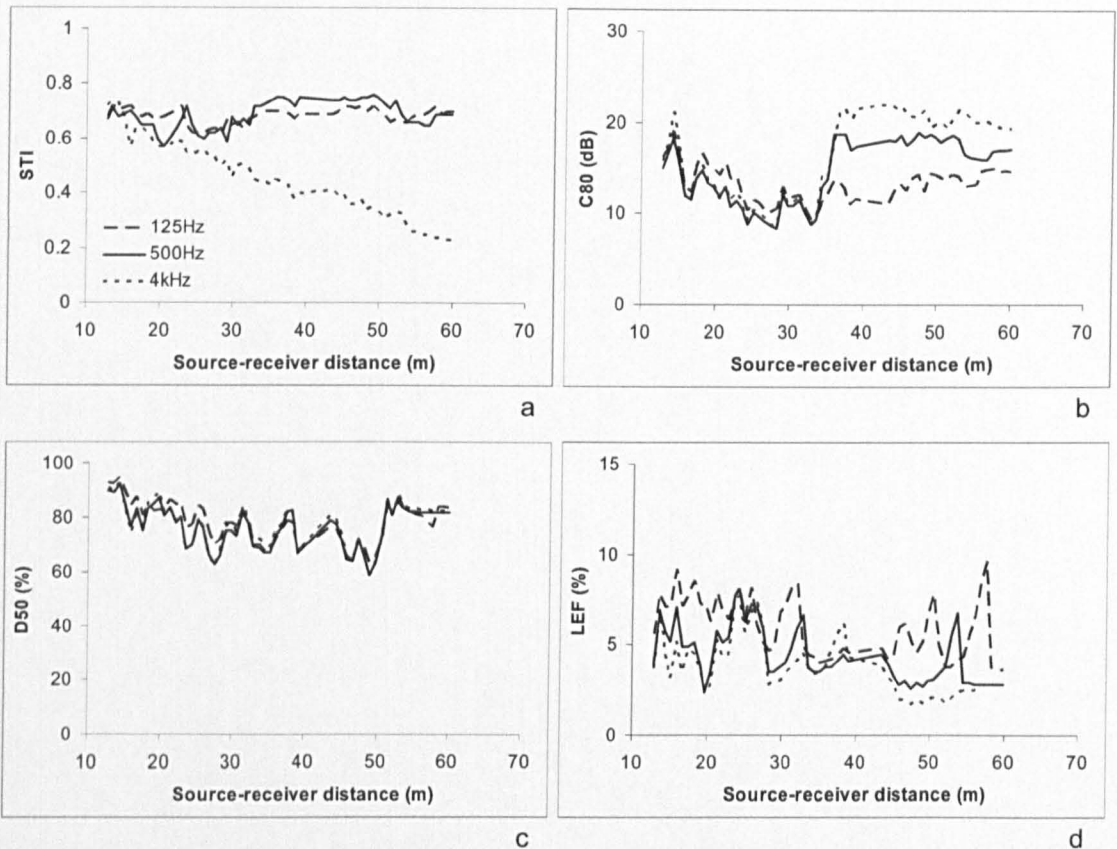 1
0.8
0.6
0.4
0.2
0
STI
125Hz
500Hz
4kHz
10 20 30 40 50 60 70
Source-receiver distance (m)
a
30
20
10
0
C80 (dB)
10 20 30 40 50 60 70
Source-receiver distance (m)
b
100
80
60
40
20
0
D50 (%)
10 20 30 40 50 60 70
Source-receiver distance (m)
c
15
10
5
0
LEF (%)
10 20 30 40 50 60 70
Source-receiver distance (m)
d